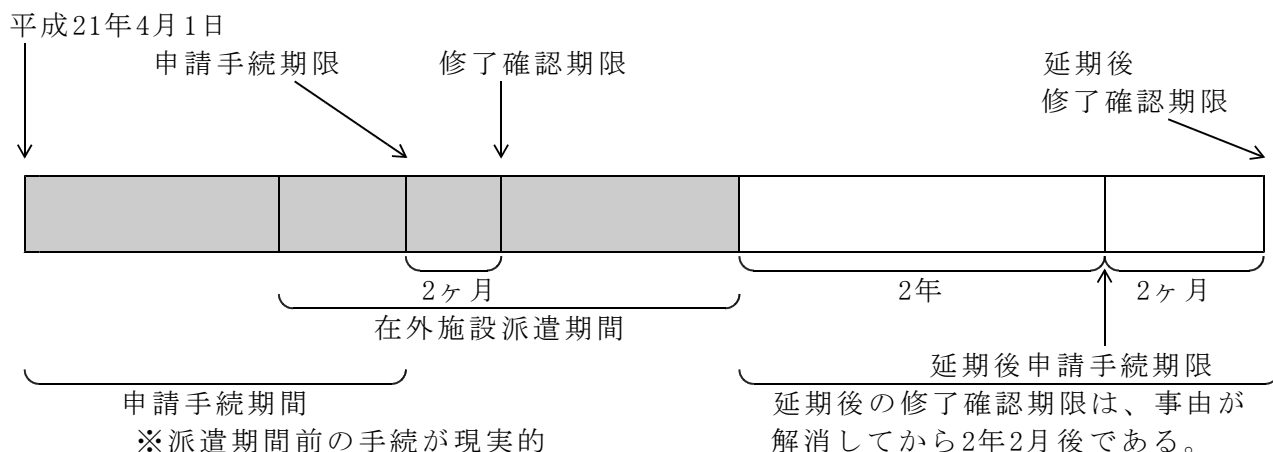 平成21年4月1日
申請手続期限
修了確認期限
延期後
修了確認期限
2ヶ月
2年
2ヶ月
在外施設派遣期間
延期後申請手続期限
申請手続期間
※派遣期間前の手続が現実的
延期後の修了確認期限は、事由が
解消してから2年2月後である。